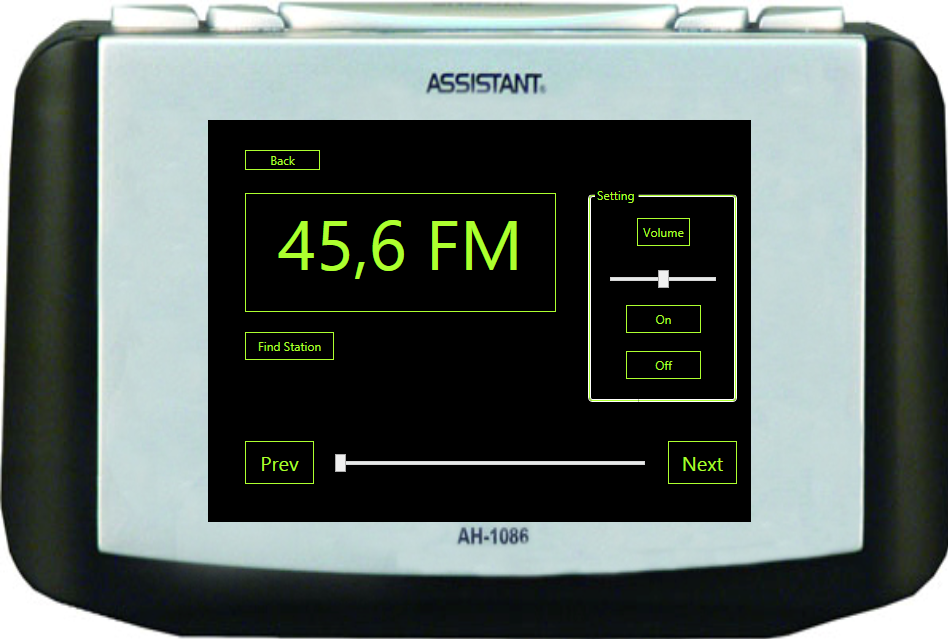 ASSISTANT
Back
45,6 FM
Find Station
Setting
Volume
On
Off
Prev
Next
AH-1086